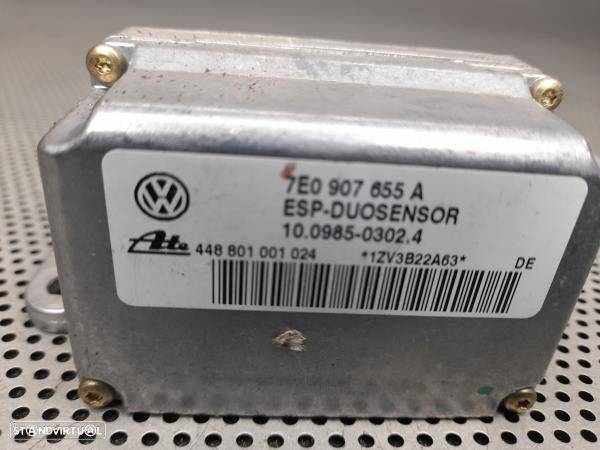 7E0 907 655 A
ESP-DUOSENSOR
10.0985-0302.4
Ate 448 801 001 024 *1ZV3B22A63* DE
STANDVIRTUAL